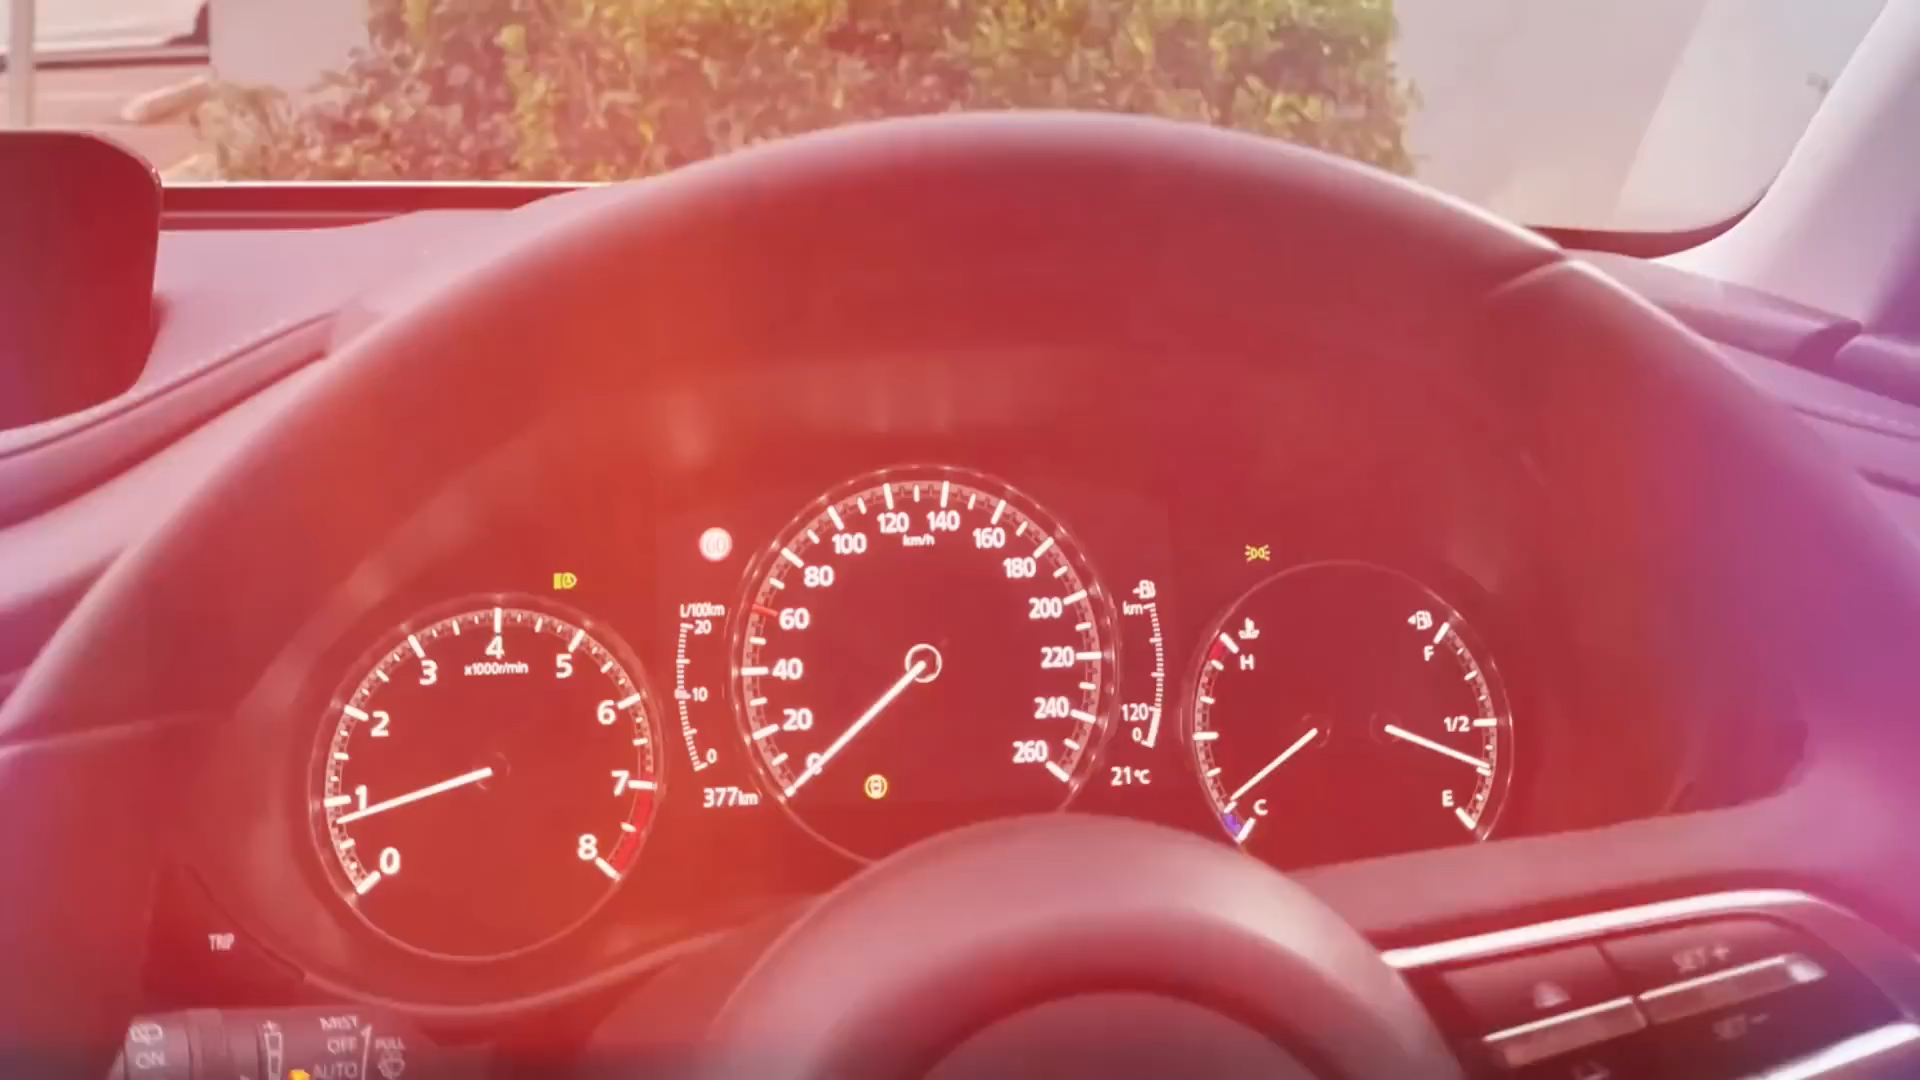 60
120 140
100 km/h 160
80 180
60 200
40 220
20 240
0 260
4
3 5
x1000r/min
2 6
1 7
0 8
L/100km
20
10
0
377km
km
120
0
21°C
H F
1/2
C E
TRIP
MIST
OFF PULL
ON AUTO
SET +
SET -